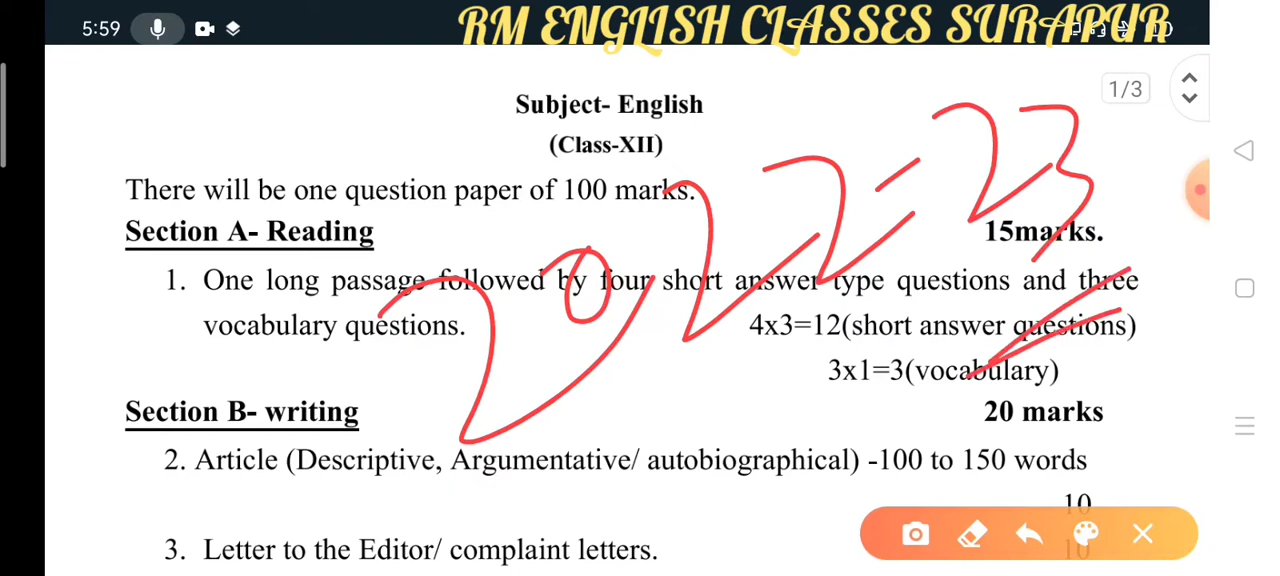 5:59
RM ENGLISH CLASSES SURAPUR
1/3
Subject- English
(Class-XII)
There will be one question paper of 100 marks.
Section A- Reading 15marks.
1. One long passage followed by four short answer type questions and three
vocabulary questions. 4x3=12(short answer questions)
3x1=3(vocabulary)
Section B- writing 20 marks
2. Article (Descriptive, Argumentative/ autobiographical) -100 to 150 words
10
3. Letter to the Editor/ complaint letters. 10
2022=23